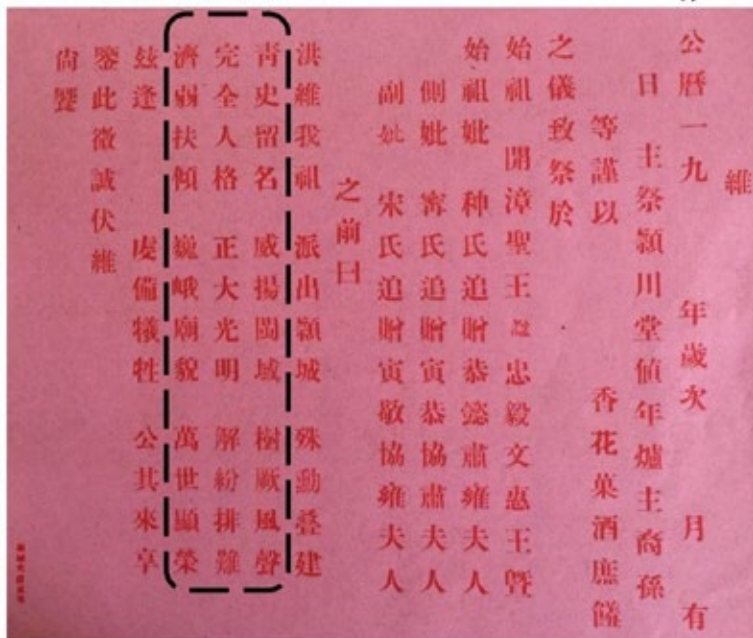 維
公曆一九 年歲次 月 有
日 主祭穎川堂值年爐主裔孫
等謹以 香花菓酒庶饈
之儀致祭於
始祖 開漳聖王 忠毅文惠王暨
始祖妣 种氏追贈恭懿肅雍夫人
側妣 甯氏追贈寅恭協肅夫人
副妣 宋氏追贈寅敬協雍夫人
之前曰
洪維我祖 派出穎城 殊勳叠建
靑史留名 威揚閩域 樹厥風聲
完全人格 正大光明 解紛排難
濟弱扶傾 巍峨廟貌 萬世顯榮
玆逢 虔備犧牲 公其來享
鑒此微誠伏維
尙饗